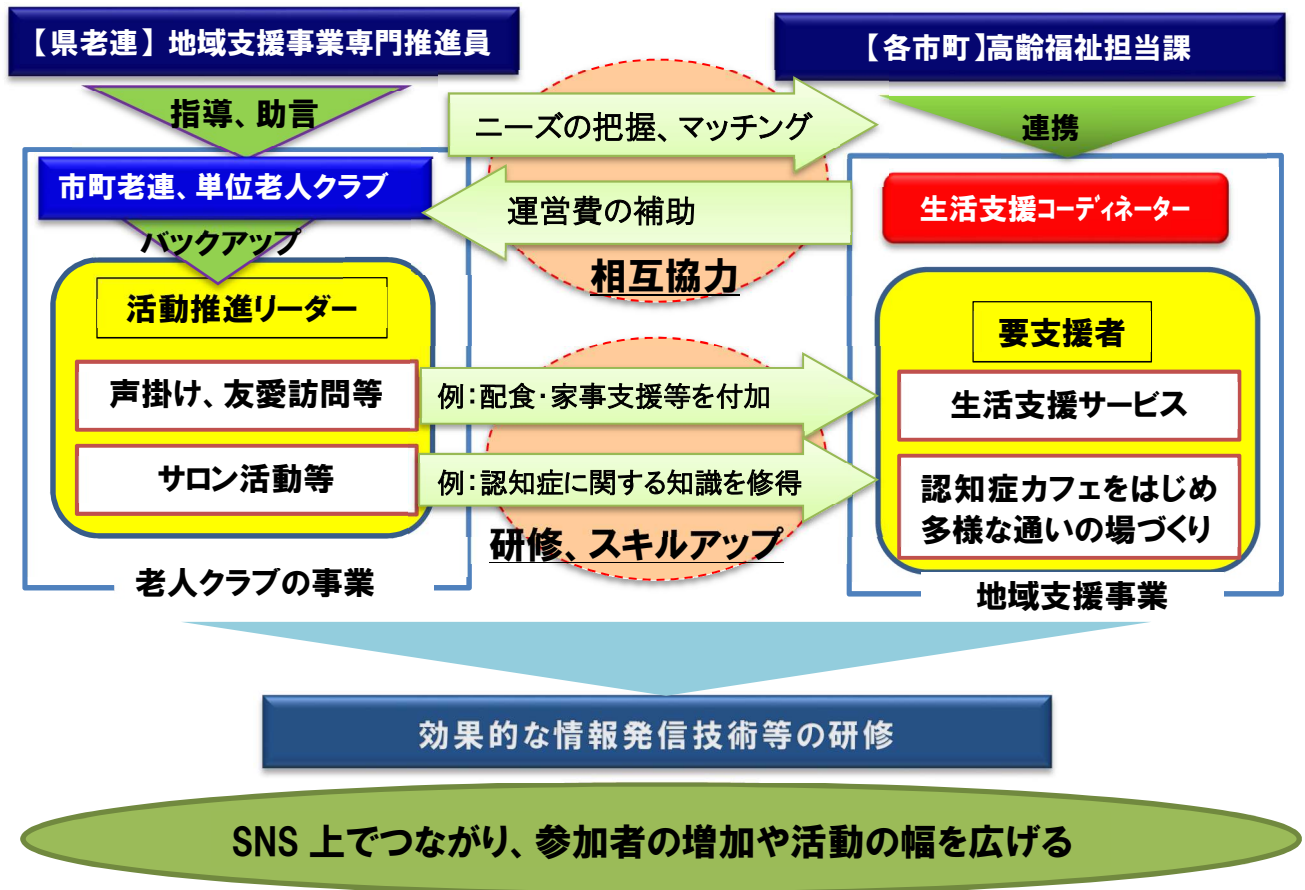 【県老連】地域支援事業専門推進員
【各市町】高齢福祉担当課
指導、助言
ニーズの把握、マッチング
連携
市町老連、単位老人クラブ
運営費の補助
生活支援コーディネーター
バックアップ
相互協力
活動推進リーダー
要支援者
声掛け、友愛訪問等
例：配食・家事支援等を付加
生活支援サービス
サロン活動等
例：認知症に関する知識を修得
認知症カフェをはじめ
多様な通いの場づくり
研修、スキルアップ
老人クラブの事業
地域支援事業
効果的な情報発信技術等の研修
SNS 上でつながり、参加者の増加や活動の幅を広げる